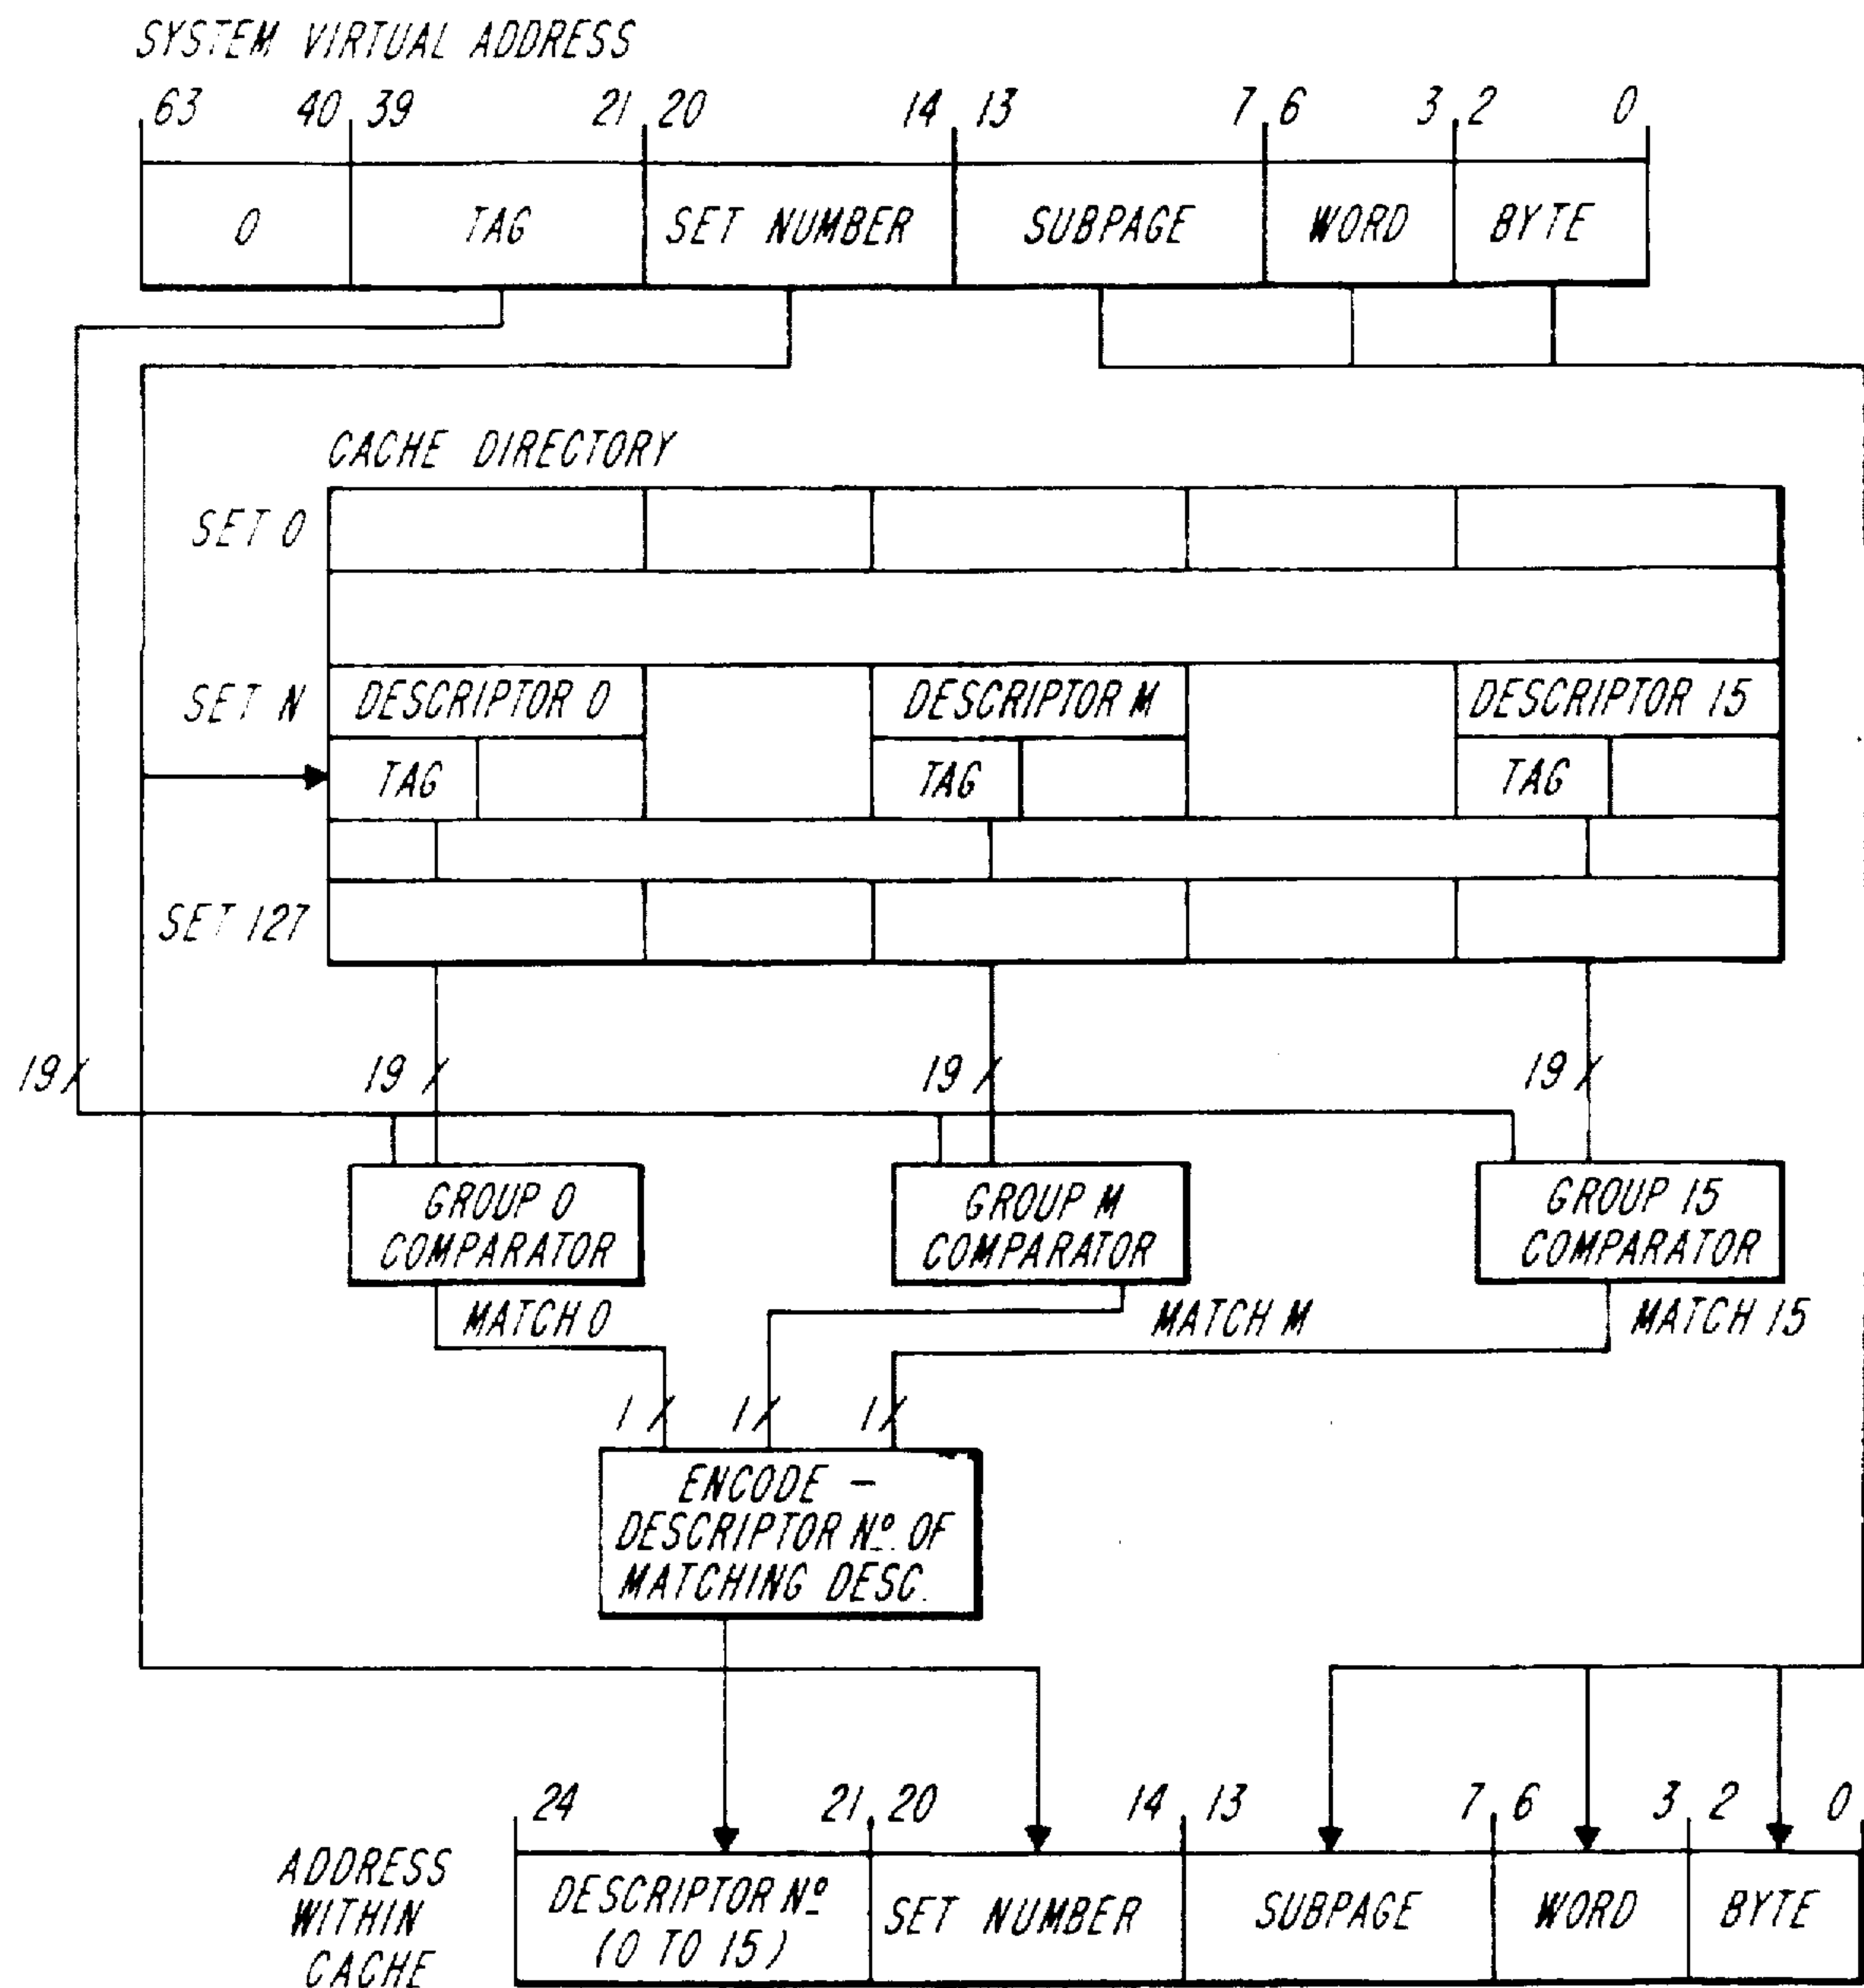 SYSTEM VIRTUAL ADDRESS
63 40 39 21 20 14 13 7 6 3 2 0
0 TAG SET NUMBER SUBPAGE WORD BYTE
CACHE DIRECTORY
SET 0
SET N DESCRIPTOR 0 DESCRIPTOR M DESCRIPTOR 15
TAG TAG TAG
SET 127
19 19 19 19
GROUP 0 GROUP M GROUP 15
COMPARATOR COMPARATOR COMPARATOR
MATCH 0 MATCH M MATCH 15
1 1 1
ENCODE –
DESCRIPTOR Nº OF
MATCHING DESC.
24 21 20 14 13 7 6 3 2 0
ADDRESS
WITHIN
CACHE
DESCRIPTOR Nº
(0 TO 15)
SET NUMBER SUBPAGE WORD BYTE